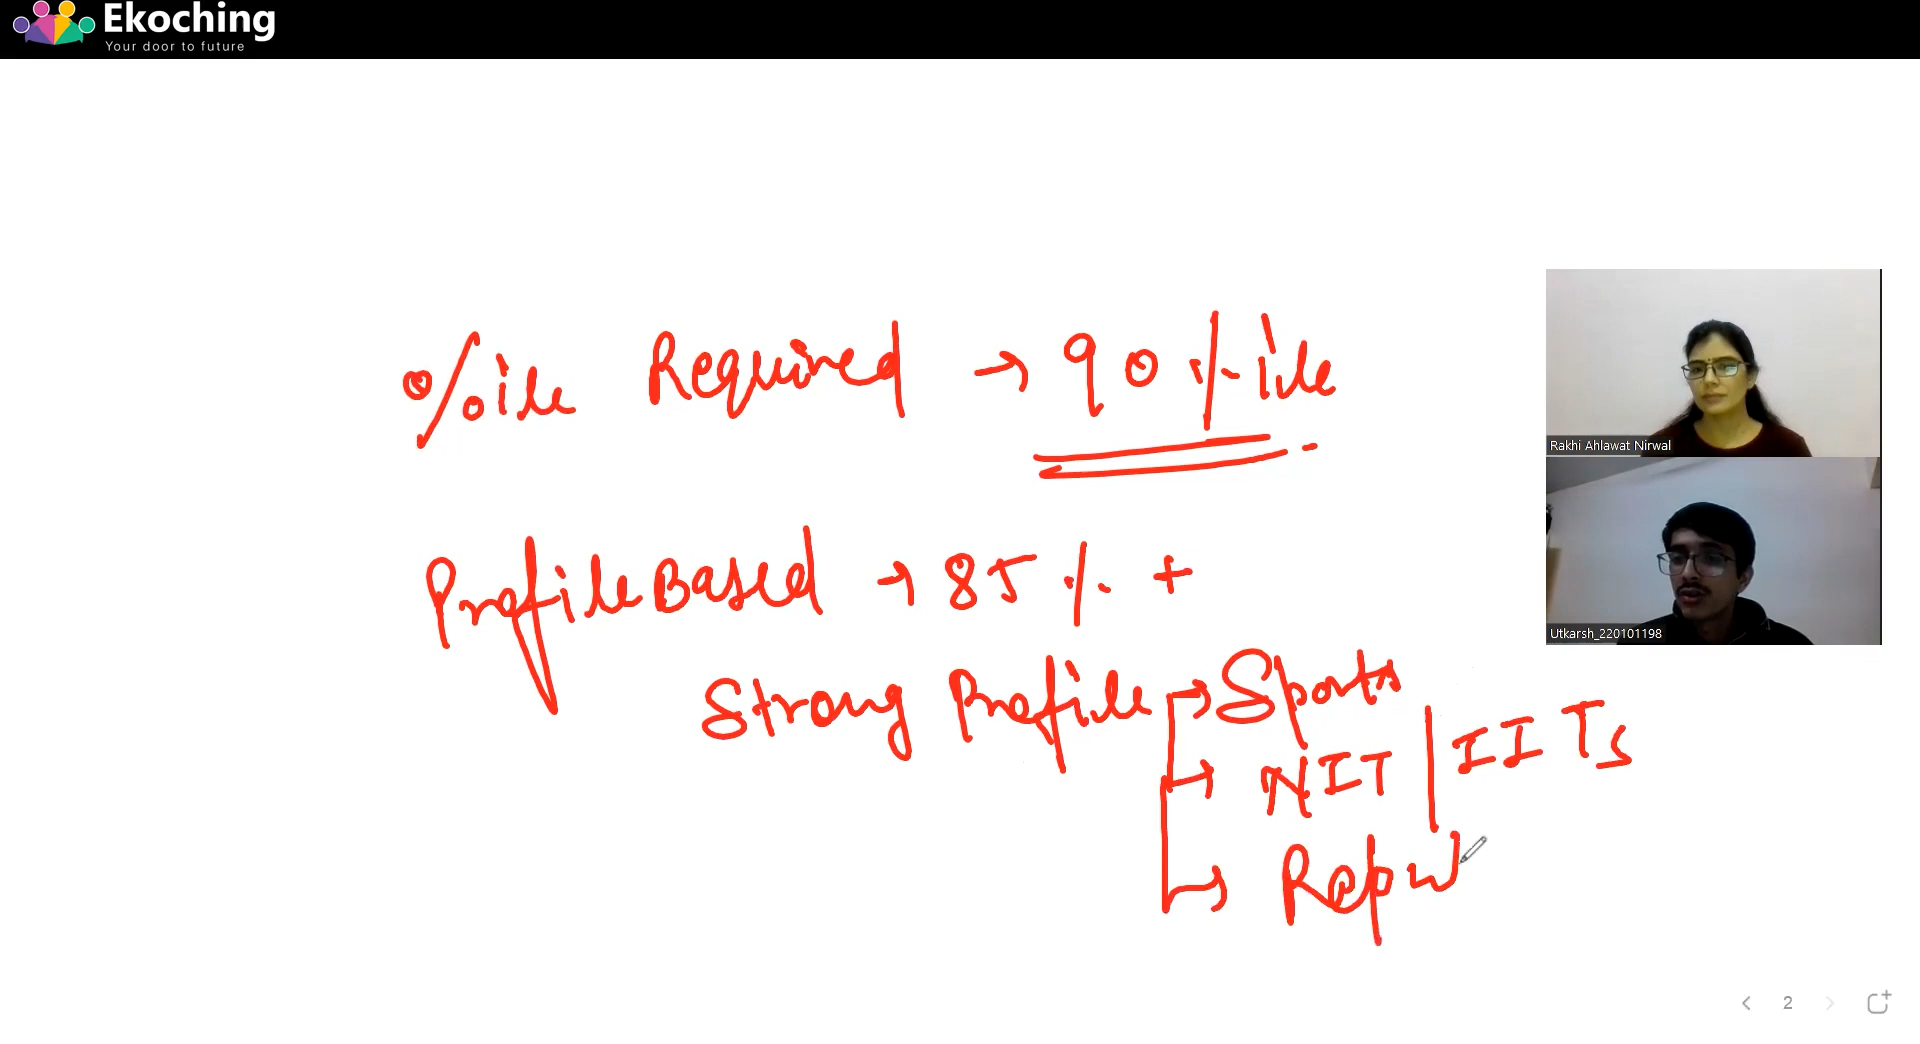 Ekoching
Your door to future
%ile Required → 90 %ile
Rakhi Ahlawat Nirwal
Profile Based → 85 % +
Utkarsh_220101198
Strong Profile → Sports
→ NIT | IITs
→ Repu
2